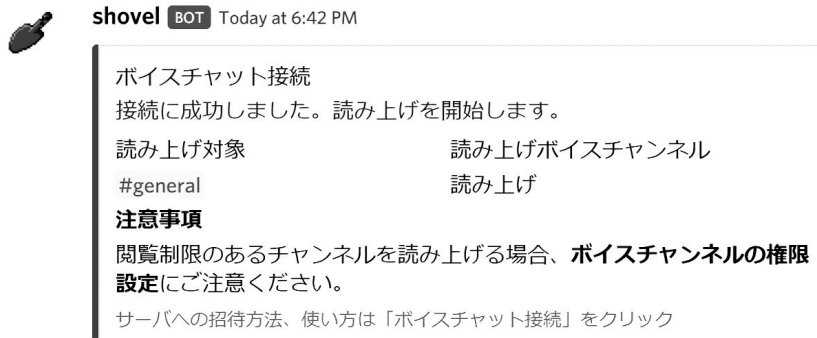 shovel BOT Today at 6:42 PM
ボイスチャット接続
接続に成功しました。読み上げを開始します。
読み上げ対象 読み上げボイスチャンネル
#general 読み上げ
注意事項
閲覧制限のあるチャンネルを読み上げる場合、ボイスチャンネルの権限
設定にご注意ください。
サーバへの招待方法、使い方は「ボイスチャット接続」をクリック